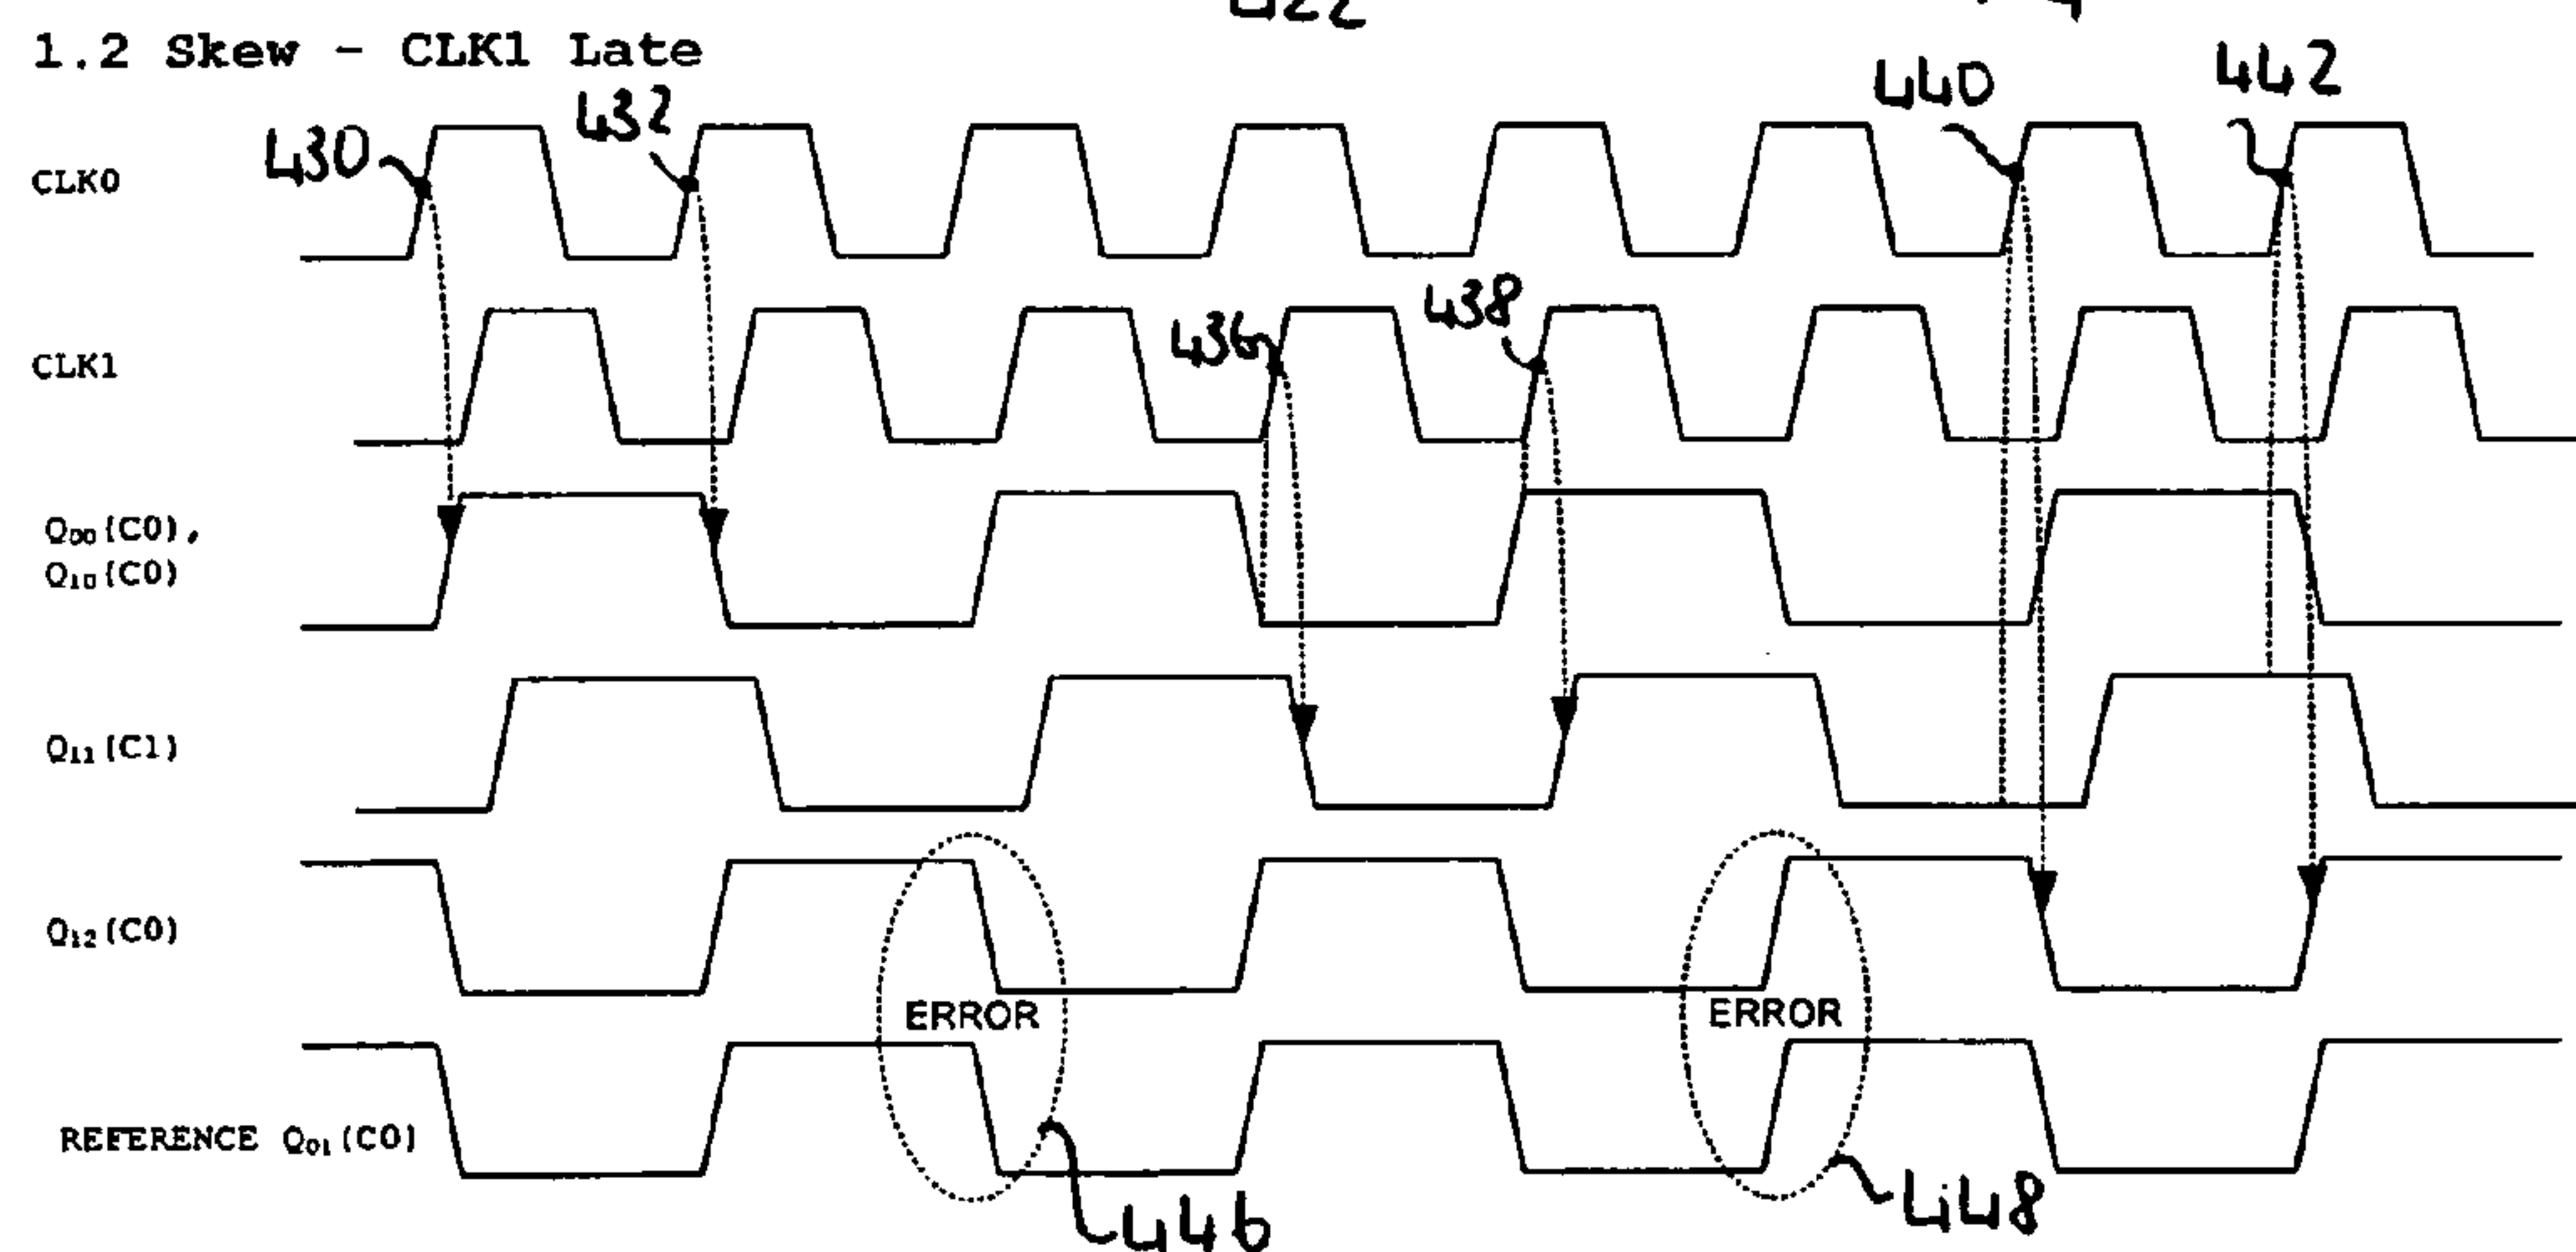 422
1.2 Skew - CLK1 Late
430
432
440
442
CLK0
436
438
CLK1
Q00(C0),
Q10(C0)
Q11(C1)
Q12(C0)
ERROR
ERROR
REFERENCE Q01(C0)
446
448